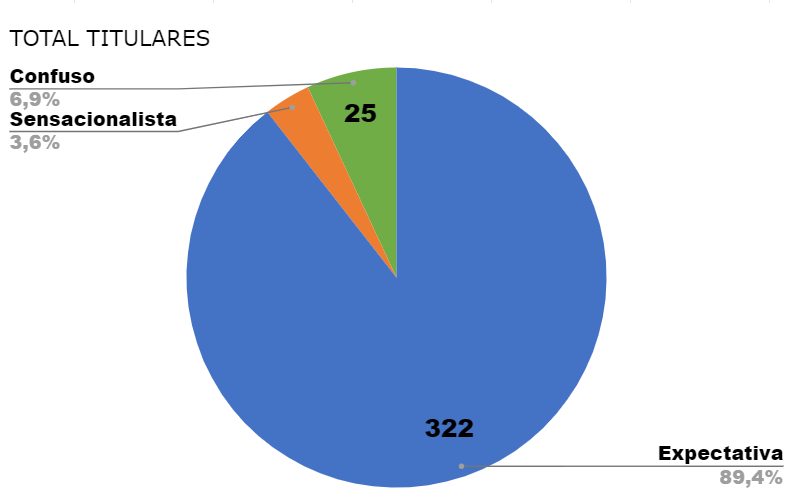 TOTAL TITULARES
Confuso
6,9%
Sensacionalista
3,6%
25
322
Expectativa
89,4%